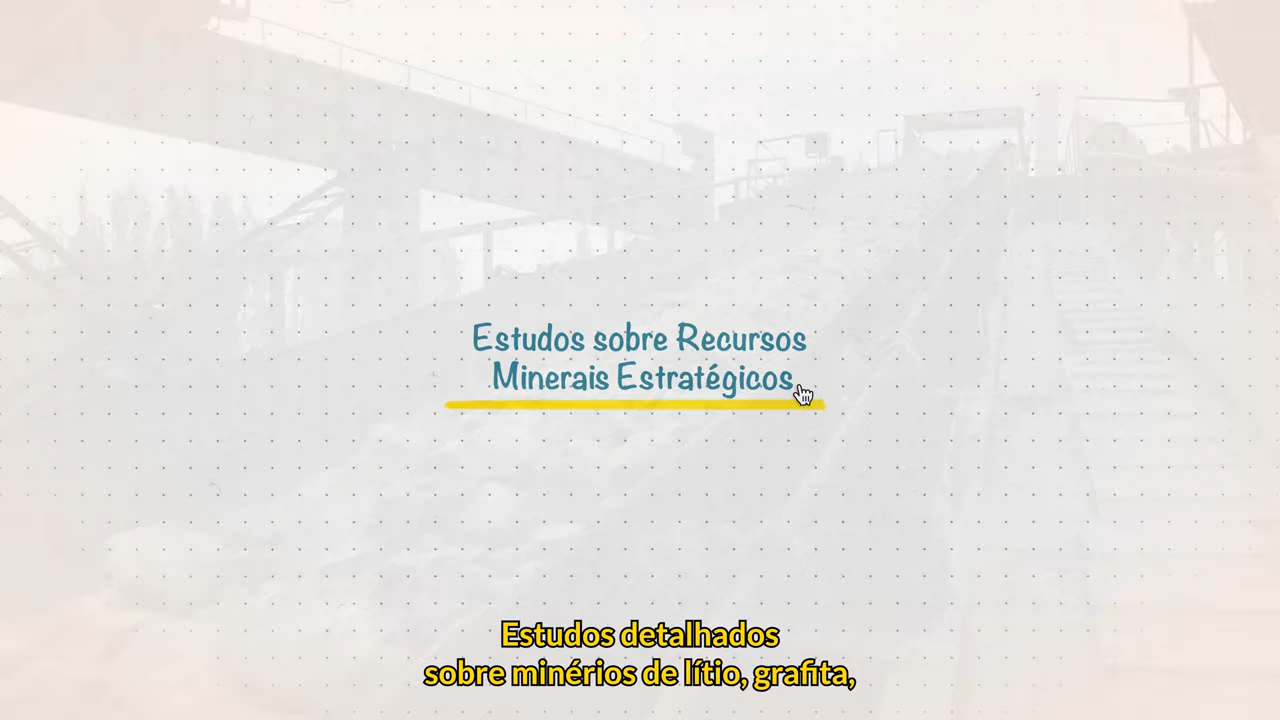 Estudos sobre Recursos
Minerais Estratégicos
Estudos detalhados
sobre minérios de lítio, grafita,